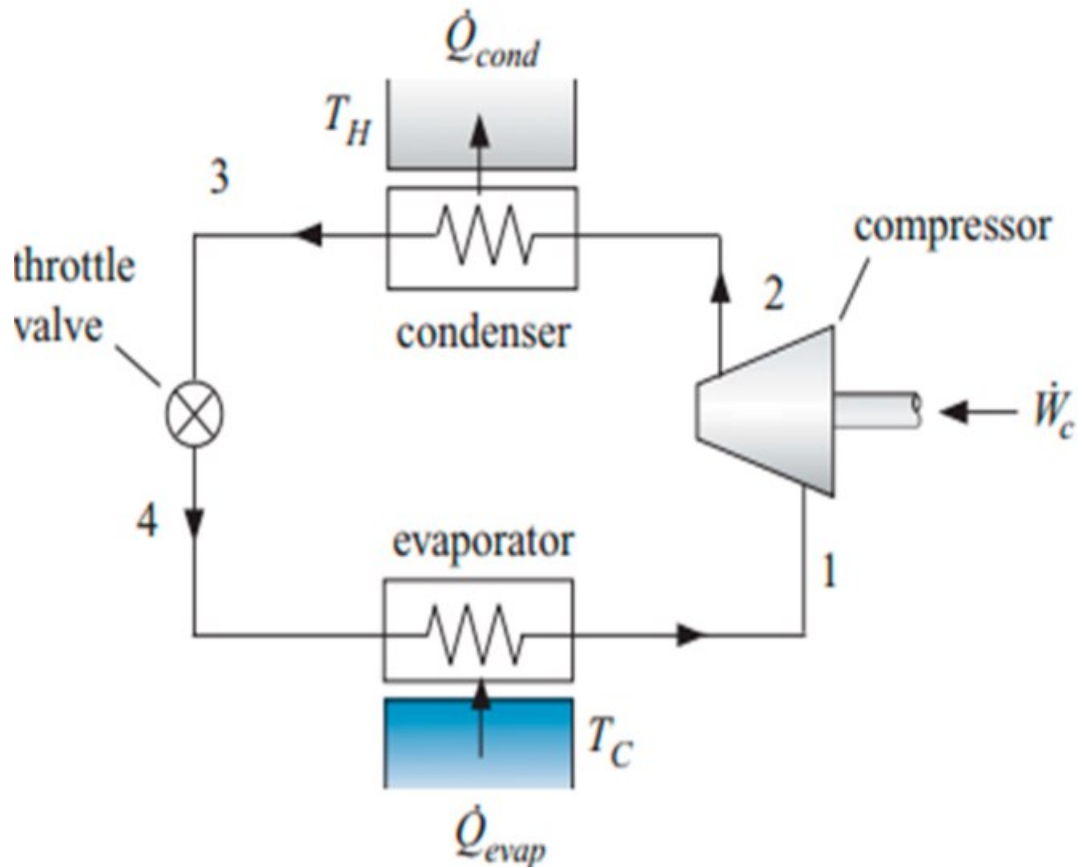 Q̇cond
TH
3
compressor
throttle
valve
2
condenser
Ẇc
4
evaporator
1
TC
Q̇evap